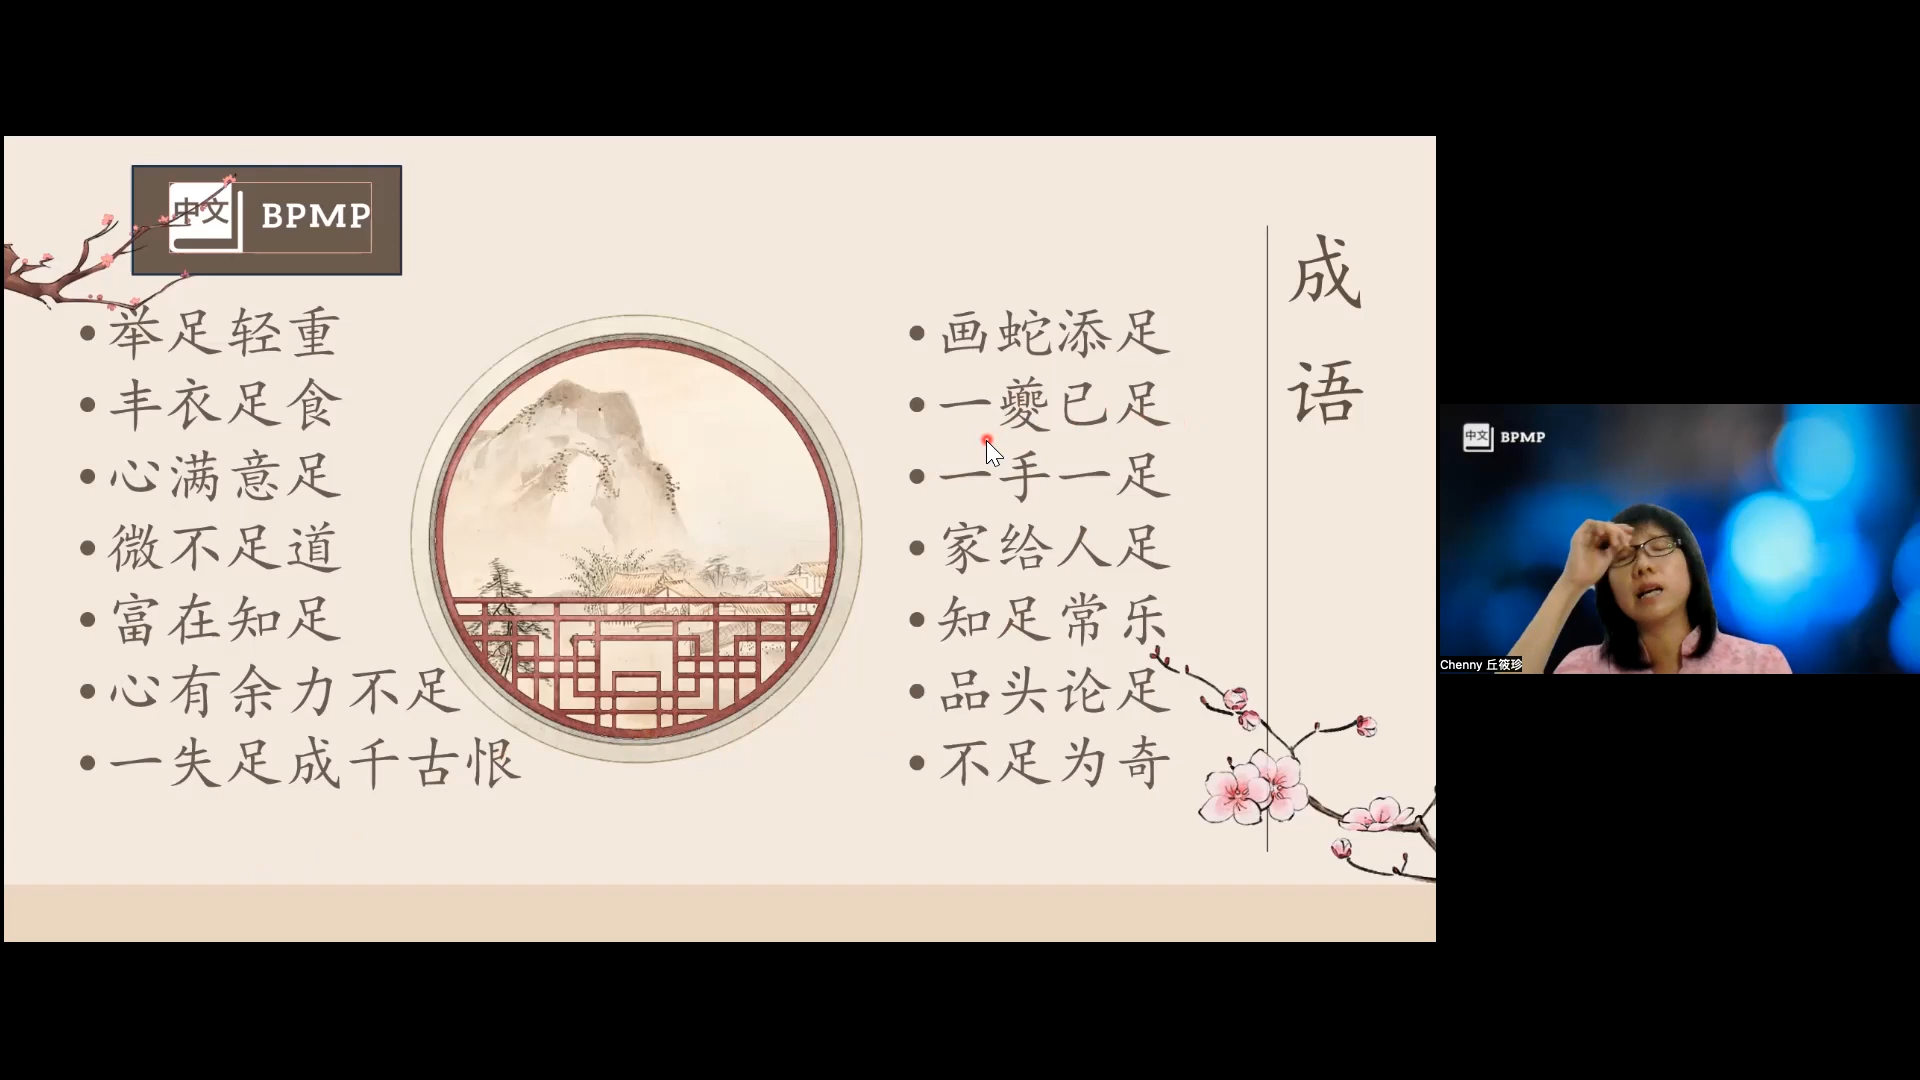 中文 BPMP
成语
• 举足轻重
• 丰衣足食
• 心满意足
• 微不足道
• 富在知足
• 心有余力不足
• 一失足成千古恨
• 画蛇添足
• 一夔已足
• 一手一足
• 家给人足
• 知足常乐
• 品头论足
• 不足为奇
中文 BPMP
Chenny 丘筱珍